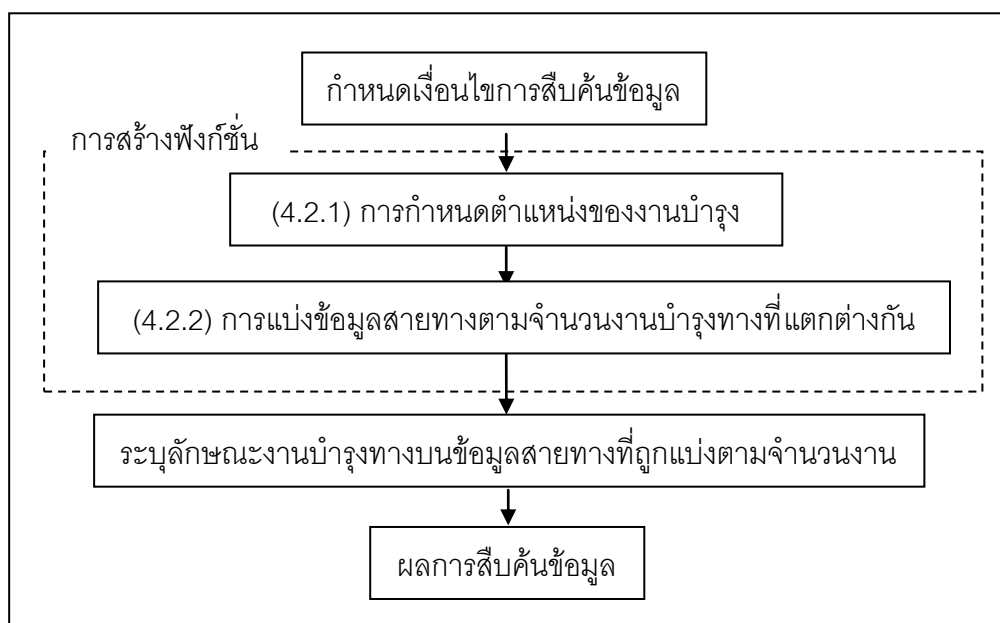 กำหนดเงื่อนไขการสืบค้นข้อมูล
การสร้างฟังก์ชั่น
(4.2.1) การกำหนดตำแหน่งของงานบำรุง
(4.2.2) การแบ่งข้อมูลสายทางตามจำนวนงานบำรุงทางที่แตกต่างกัน
ระบุลักษณะงานบำรุงทางบนข้อมูลสายทางที่ถูกแบ่งตามจำนวนงาน
ผลการสืบค้นข้อมูล